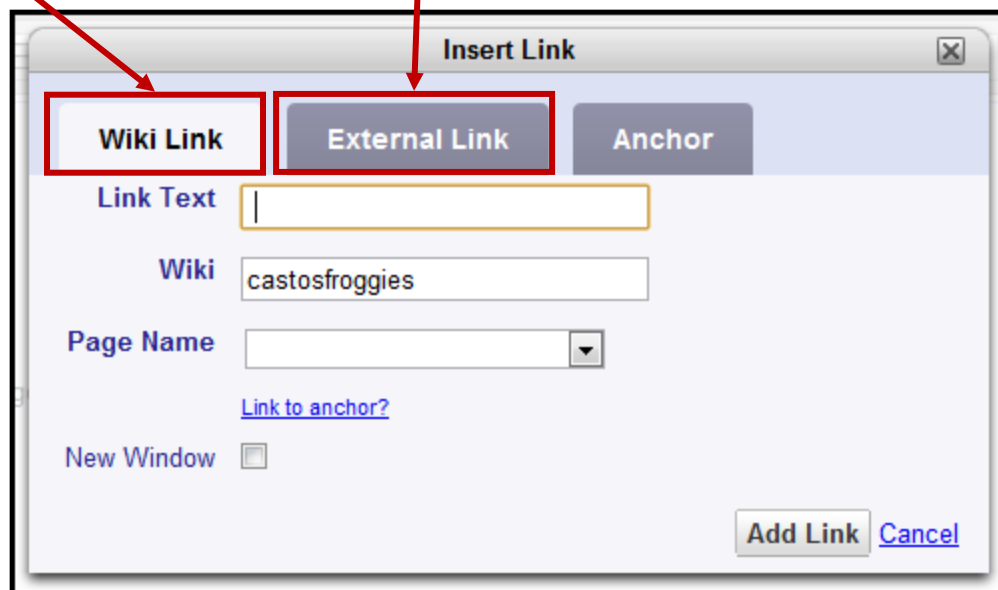 Insert Link
Wiki Link External Link Anchor
Link Text
Wiki castosfroggies
Page Name
Link to anchor?
New Window
Add Link Cancel